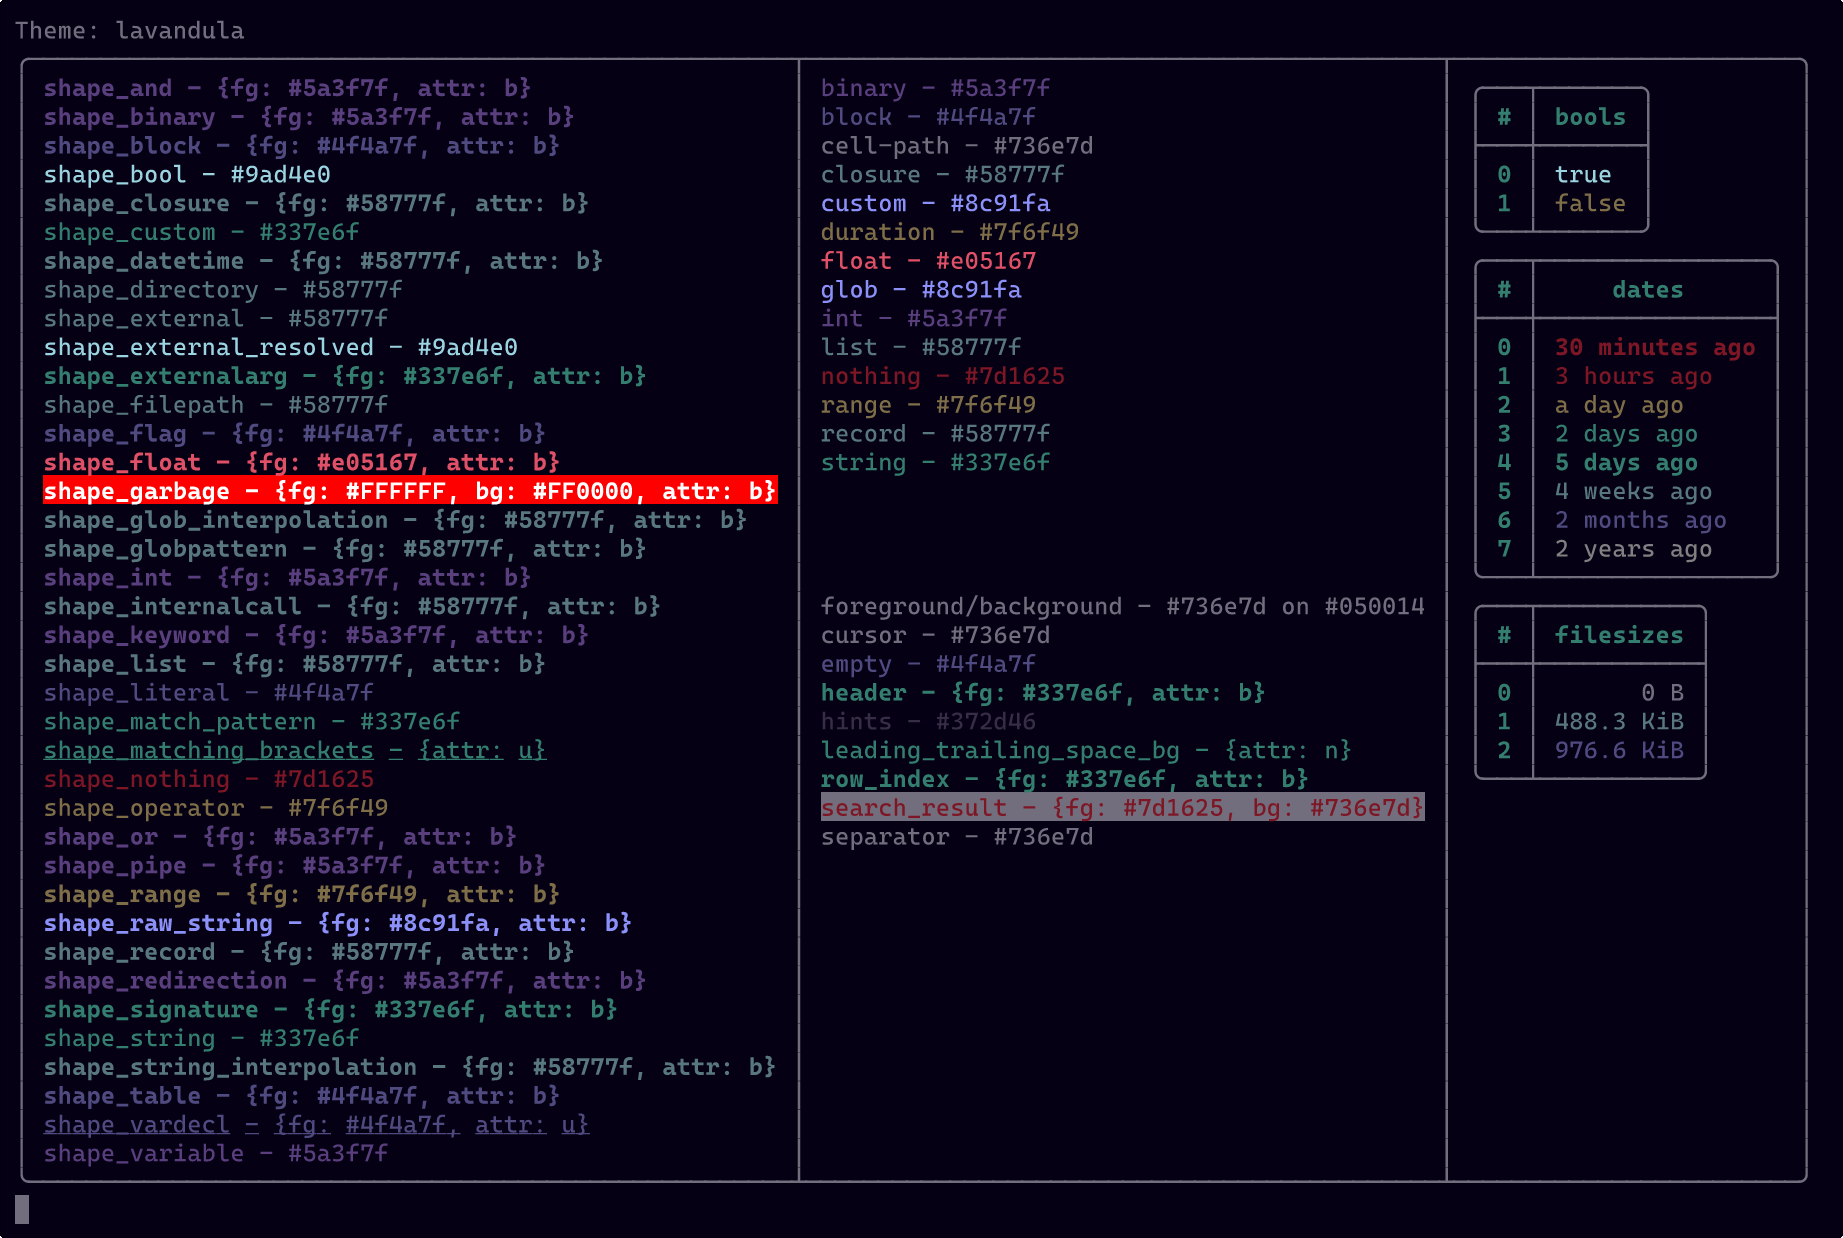 Theme: lavandula
shape_and - {fg: #5a3f7f, attr: b}
shape_binary - {fg: #5a3f7f, attr: b}
shape_block - {fg: #4f4a7f, attr: b}
shape_bool - #9ad4e0
shape_closure - {fg: #58777f, attr: b}
shape_custom - #337e6f
shape_datetime - {fg: #58777f, attr: b}
shape_directory - #58777f
shape_external - #58777f
shape_external_resolved - #9ad4e0
shape_externalarg - {fg: #337e6f, attr: b}
shape_filepath - #58777f
shape_flag - {fg: #4f4a7f, attr: b}
shape_float - {fg: #e05167, attr: b}
shape_garbage - {fg: #FFFFFF, bg: #FF0000, attr: b}
shape_glob_interpolation - {fg: #58777f, attr: b}
shape_globpattern - {fg: #58777f, attr: b}
shape_int - {fg: #5a3f7f, attr: b}
shape_internalcall - {fg: #58777f, attr: b}
shape_keyword - {fg: #5a3f7f, attr: b}
shape_list - {fg: #58777f, attr: b}
shape_literal - #4f4a7f
shape_match_pattern - #337e6f
shape_matching_brackets - {attr: u}
shape_nothing - #7d1625
shape_operator - #7f6f49
shape_or - {fg: #5a3f7f, attr: b}
shape_pipe - {fg: #5a3f7f, attr: b}
shape_range - {fg: #7f6f49, attr: b}
shape_raw_string - {fg: #8c91fa, attr: b}
shape_record - {fg: #58777f, attr: b}
shape_redirection - {fg: #5a3f7f, attr: b}
shape_signature - {fg: #337e6f, attr: b}
shape_string - #337e6f
shape_string_interpolation - {fg: #58777f, attr: b}
shape_table - {fg: #4f4a7f, attr: b}
shape_vardecl - {fg: #4f4a7f, attr: u}
shape_variable - #5a3f7f
binary - #5a3f7f
block - #4f4a7f
cell-path - #736e7d
closure - #58777f
custom - #8c91fa
duration - #7f6f49
float - #e05167
glob - #8c91fa
int - #5a3f7f
list - #58777f
nothing - #7d1625
range - #7f6f49
record - #58777f
string - #337e6f
foreground/background - #736e7d on #050014
cursor - #736e7d
empty - #4f4a7f
header - {fg: #337e6f, attr: b}
hints - #372d46
leading_trailing_space_bg - {attr: n}
row_index - {fg: #337e6f, attr: b}
search_result - {fg: #7d1625, bg: #736e7d}
separator - #736e7d
# bools
0 true
1 false
# dates
0 30 minutes ago
1 3 hours ago
2 a day ago
3 2 days ago
4 5 days ago
5 4 weeks ago
6 2 months ago
7 2 years ago
# filesizes
0 0 B
1 488.3 KiB
2 976.6 KiB